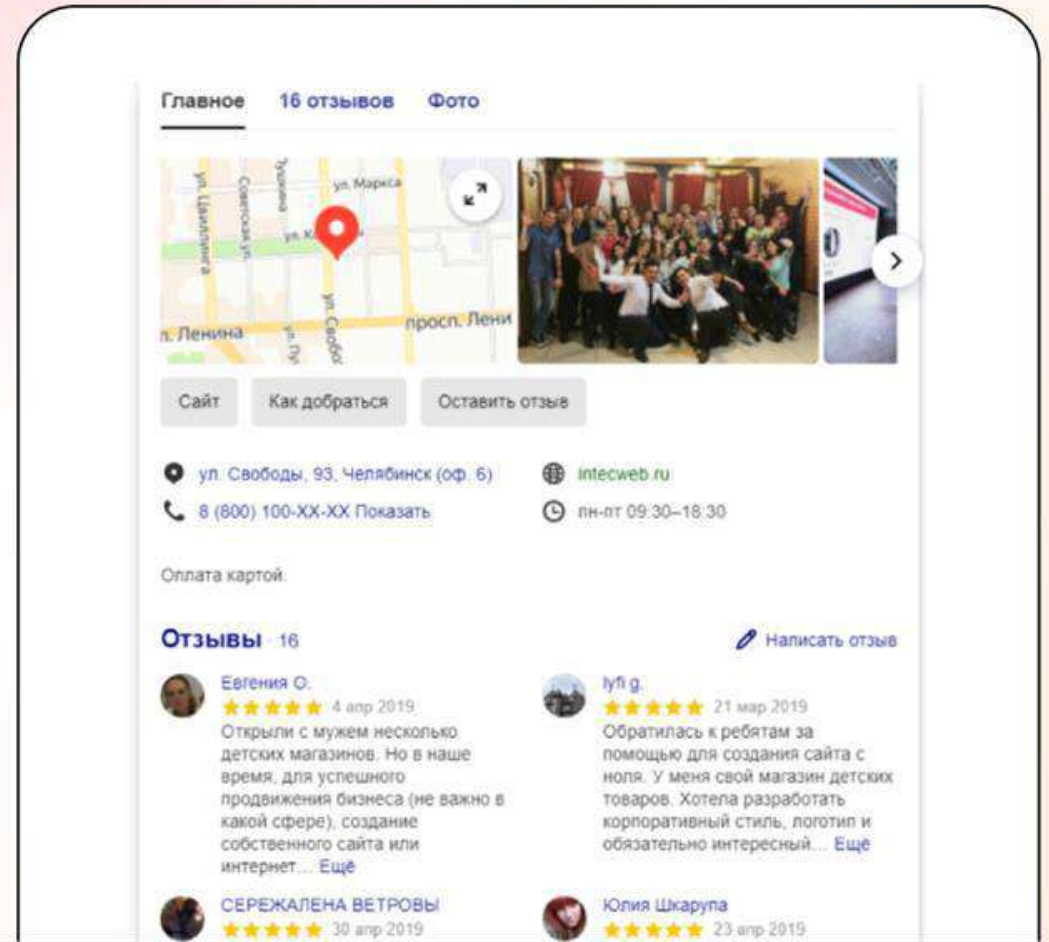 Главное 16 отзывов Фото
ул. Маркса
ул. Цвиллинга
Советская ул.
Пушкина
ул. К
ул. Свобо
л. Ленина
ул. Пу
просп. Лени
Сайт Как добраться Оставить отзыв
ул. Свободы, 93, Челябинск (оф. 6)
intecweb.ru
8 (800) 100-XX-XX Показать
пн-пт 09:30–18:30
Оплата картой.
Отзывы · 16
Написать отзыв
Евгения О.
4 апр 2019
Открыли с мужем несколько
детских магазинов. Но в наше
время, для успешного
продвижения бизнеса (не важно в
какой сфере), создание
собственного сайта или
интернет… Ещё
lyfi g.
21 мар 2019
Обратилась к ребятам за
помощью для создания сайта с
ноля. У меня свой магазин детских
товаров. Хотела разработать
корпоративный стиль, логотип и
обязательно интересный… Ещё
СЕРЕЖАЛЕНА ВЕТРОВЫ
30 апр 2019
Юлия Шкарупа
23 апр 2019